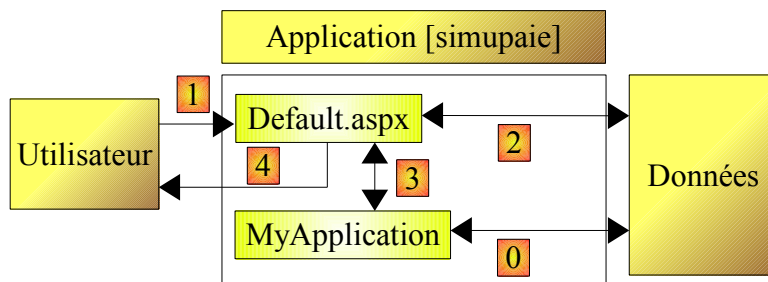 Application [simupaie]
1
Default.aspx
2
Utilisateur
4
3
Données
MyApplication
0